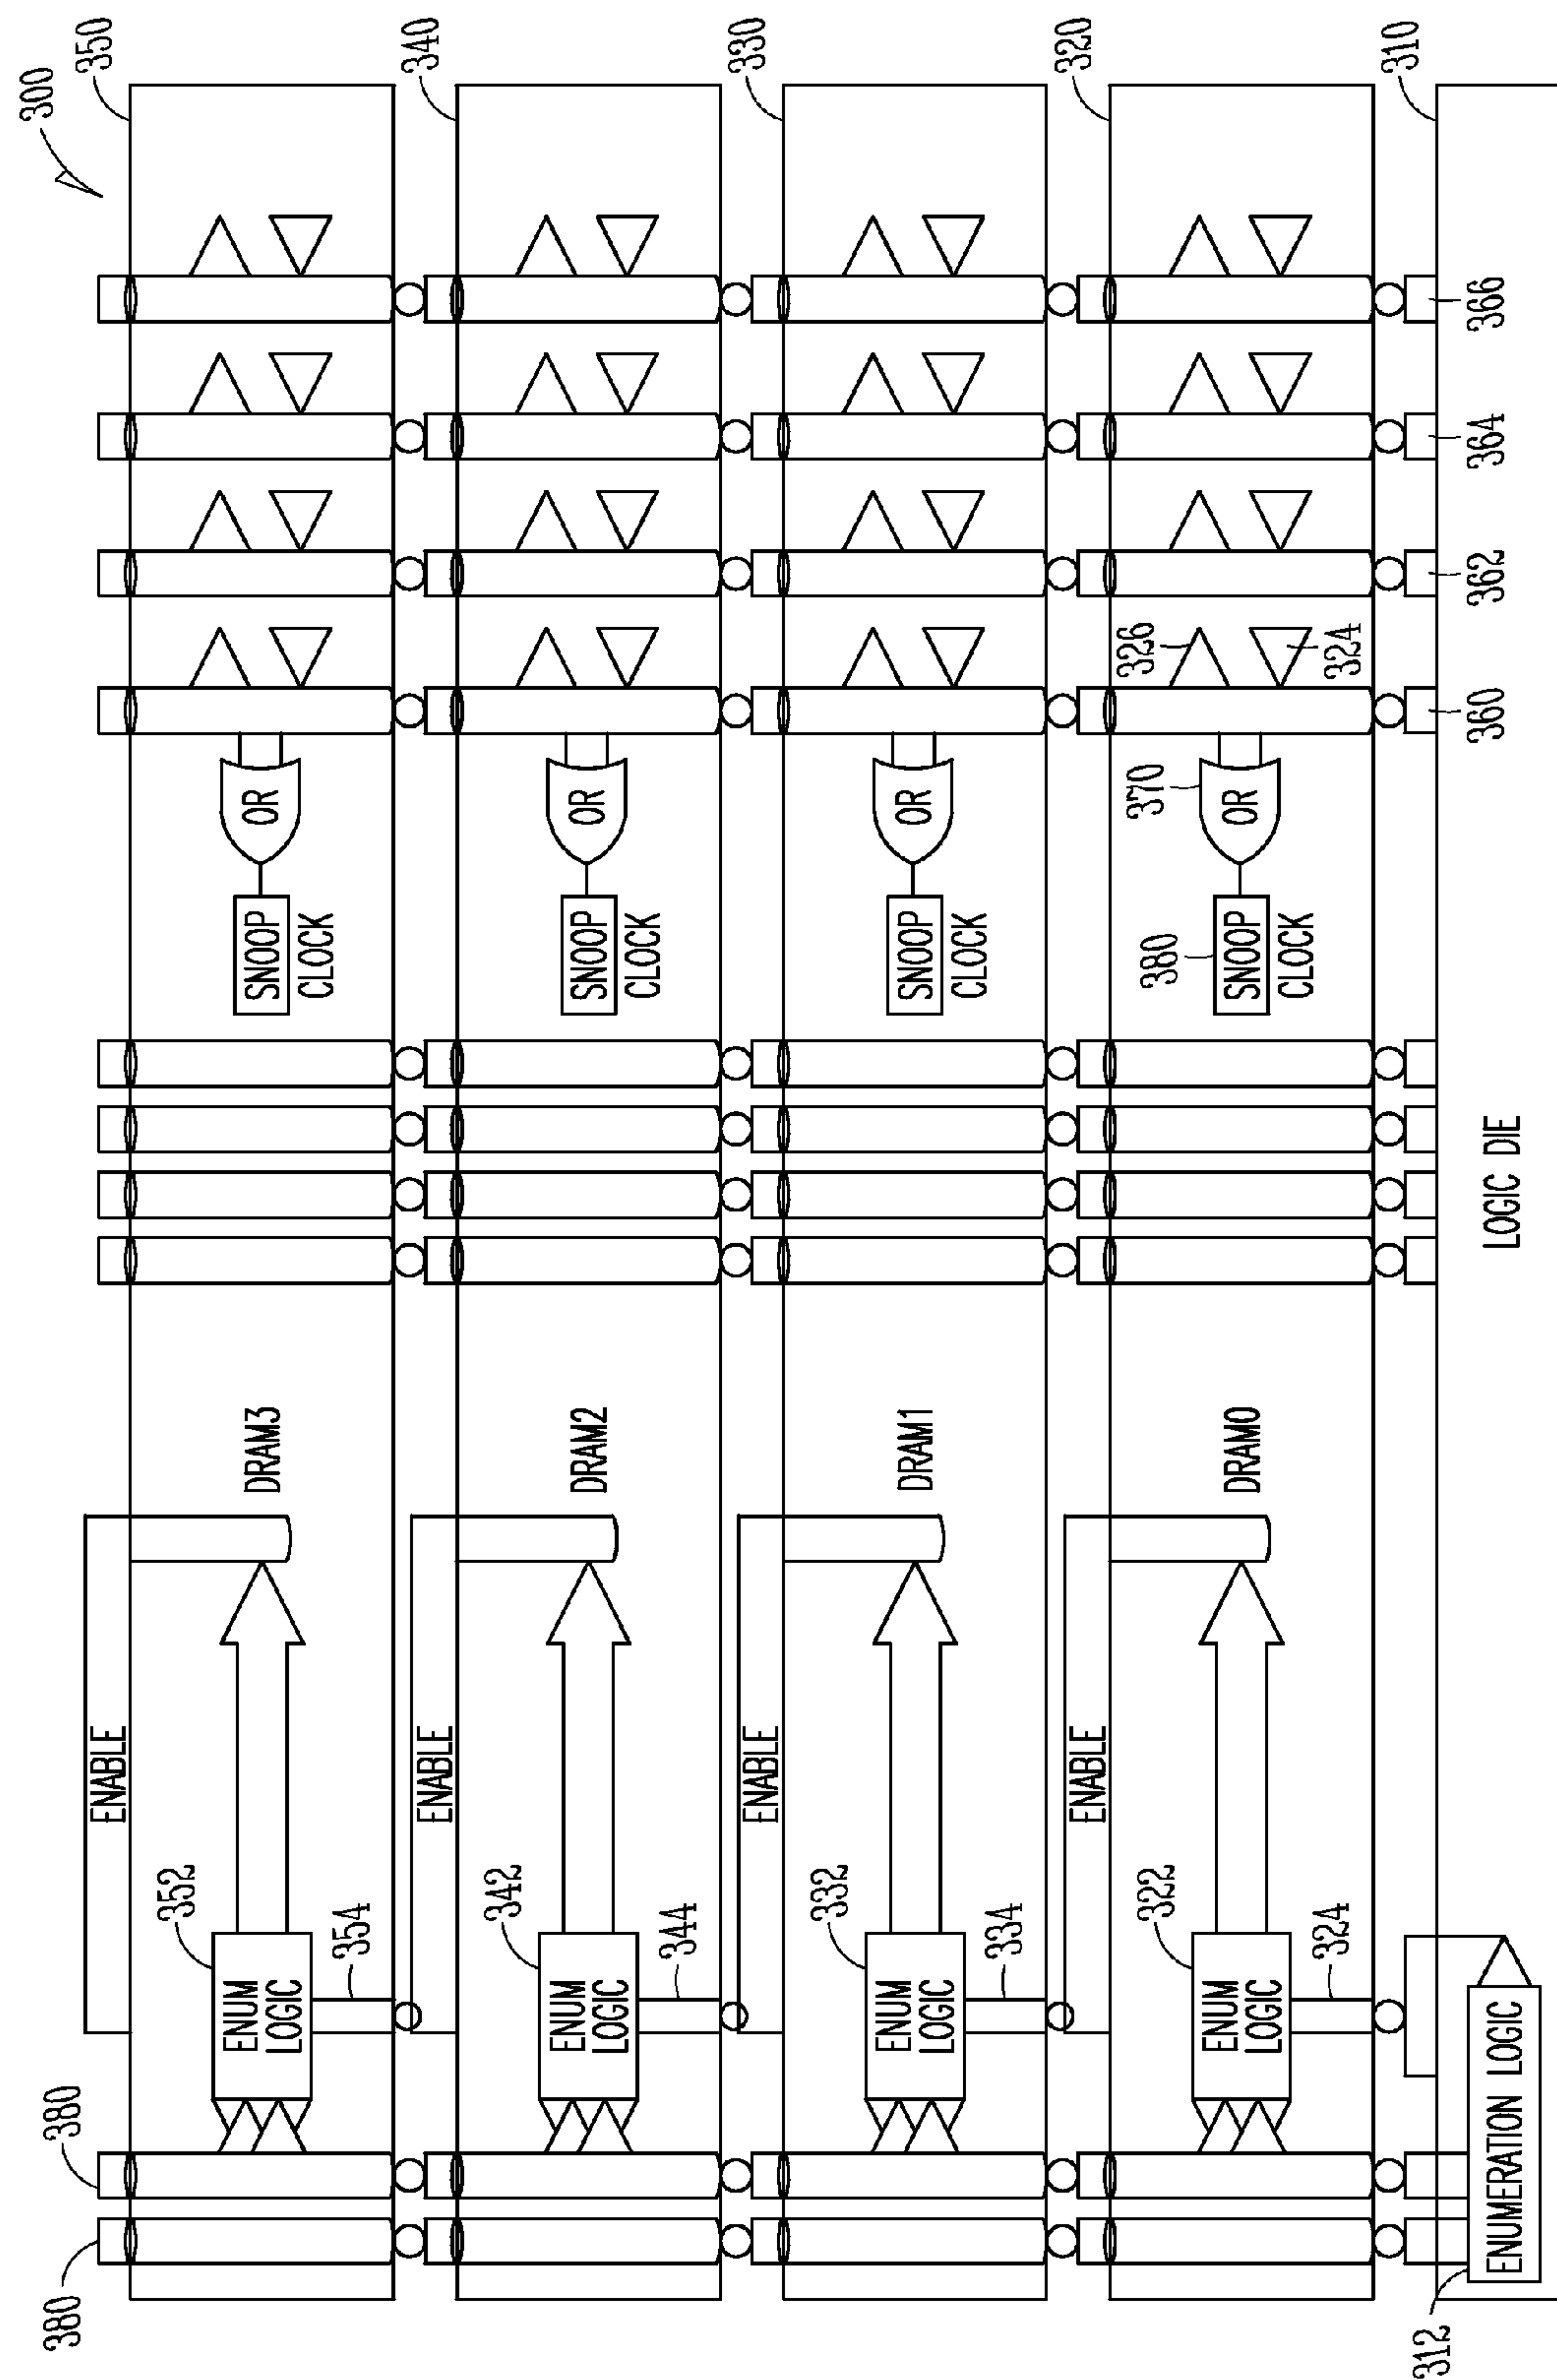 300
350
340
330
320
310
366
364
362
360
326
324
370
OR
OR
OR
OR
SNOOP
CLOCK
SNOOP
CLOCK
SNOOP
CLOCK
380
SNOOP
CLOCK
LOGIC DIE
DRAM3
DRAM2
DRAM1
DRAM0
ENABLE
ENABLE
ENABLE
ENABLE
352
354
342
344
332
334
322
324
ENUM
LOGIC
ENUM
LOGIC
ENUM
LOGIC
ENUM
LOGIC
ENUMERATION LOGIC
380
380
312